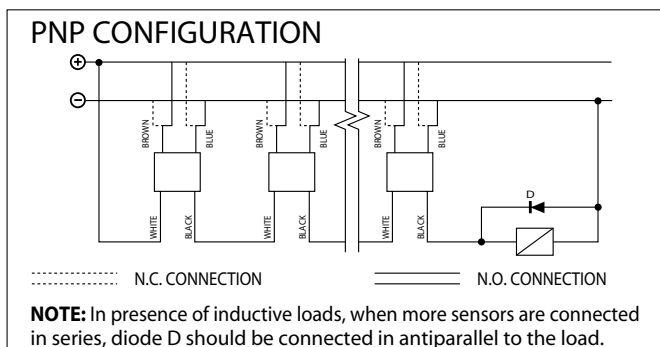 PNP CONFIGURATION
+
−
BROWN
BLUE
BROWN
BLUE
BROWN
BLUE
WHITE
BLACK
WHITE
BLACK
WHITE
BLACK
D
N.C. CONNECTION
N.O. CONNECTION
NOTE: In presence of inductive loads, when more sensors are connected
in series, diode D should be connected in antiparallel to the load.